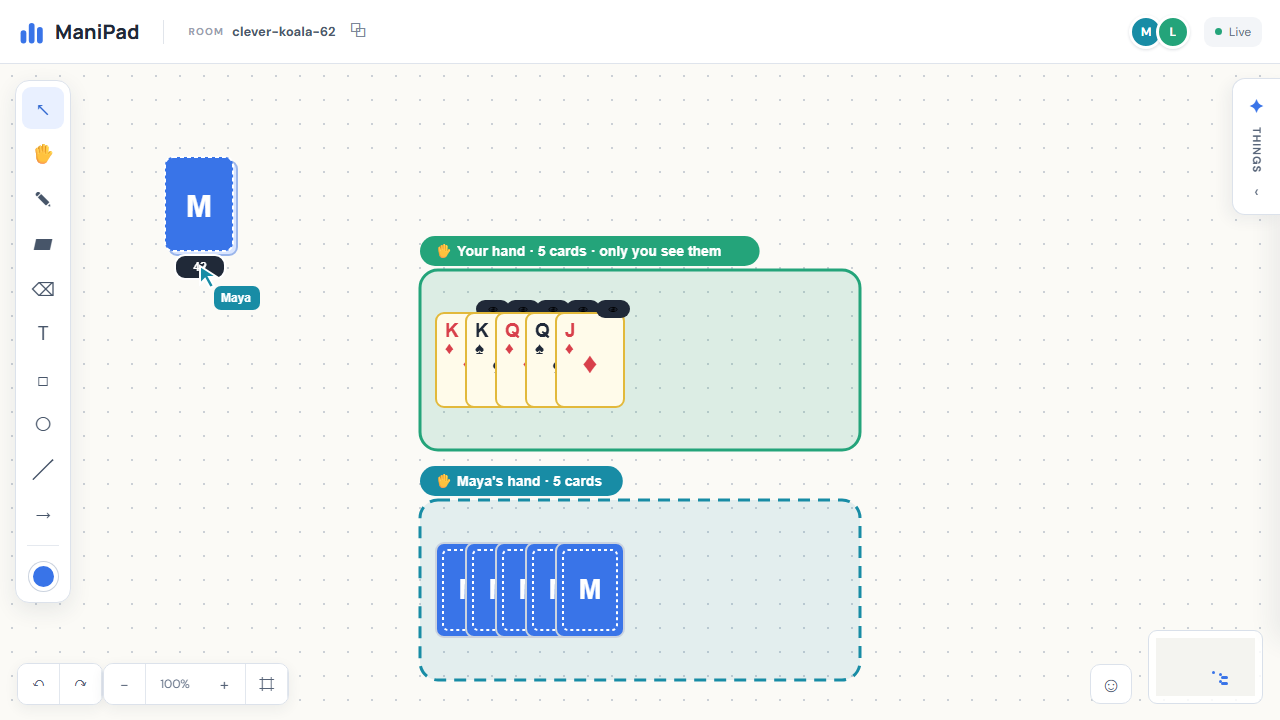 ManiPad
ROOM clever-koala-62
M L
Live
THINGS
M
42
Maya
Your hand · 5 cards · only you see them
K K Q Q J
Maya's hand · 5 cards
M
T
100%